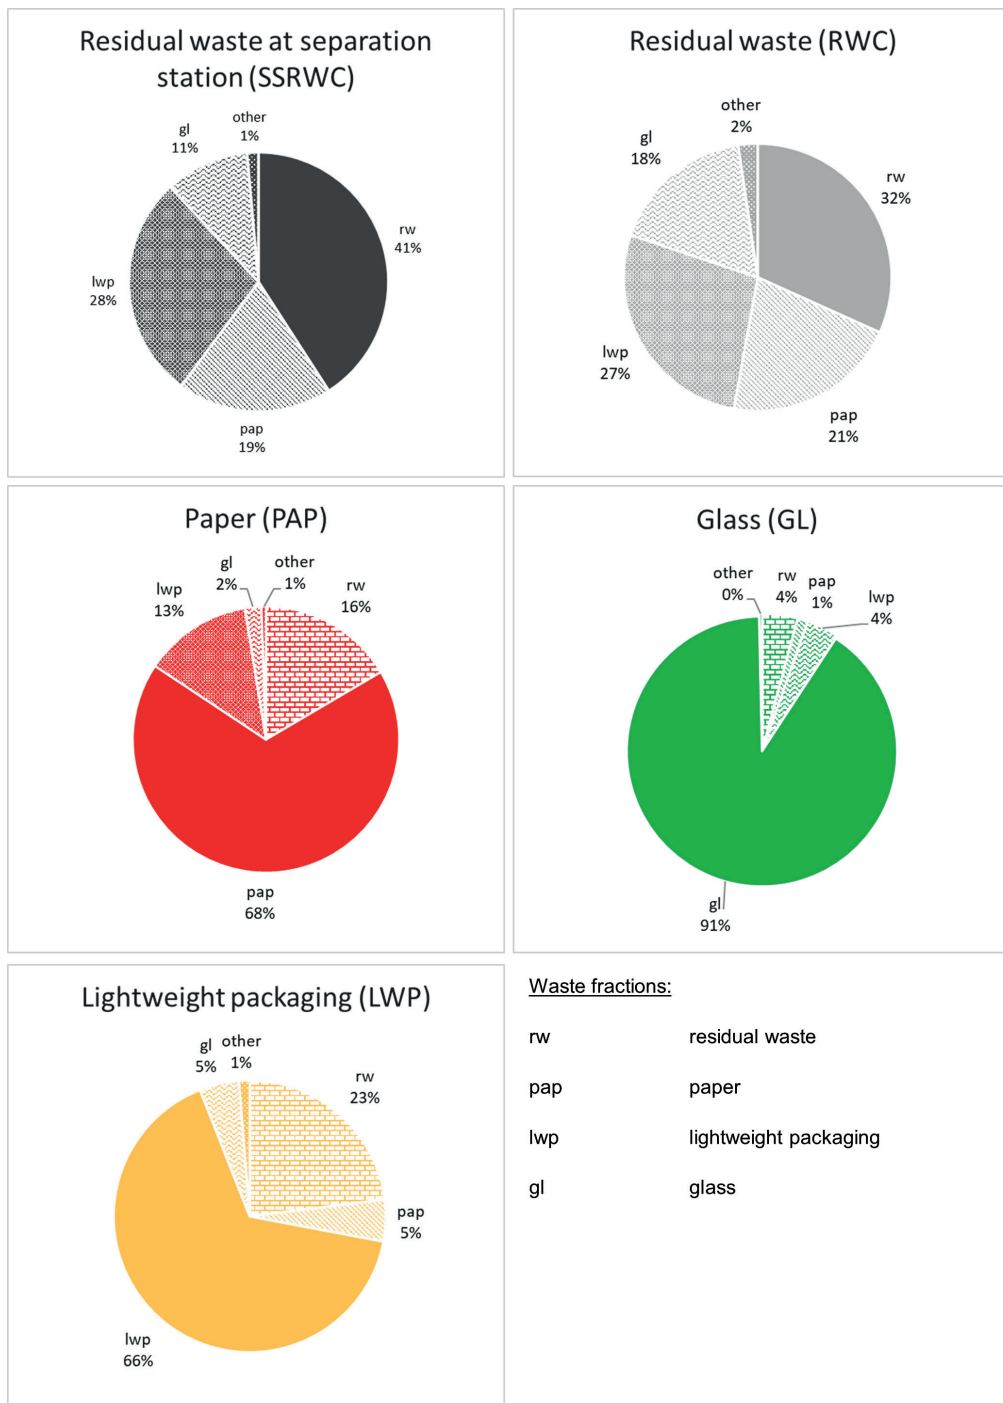 Residual waste at separation
station (SSRWC)
other
1%
gl
11%
rw
41%
lwp
28%
pap
19%
Residual waste (RWC)
other
2%
gl
18%
rw
32%
lwp
27%
pap
21%
Paper (PAP)
gl
2%
other
1%
rw
16%
lwp
13%
pap
68%
Glass (GL)
other
0%
rw
4%
pap
1%
lwp
4%
gl
91%
Lightweight packaging (LWP)
gl
5%
other
1%
rw
23%
pap
5%
lwp
66%
Waste fractions:
rw residual waste
pap paper
lwp lightweight packaging
gl glass